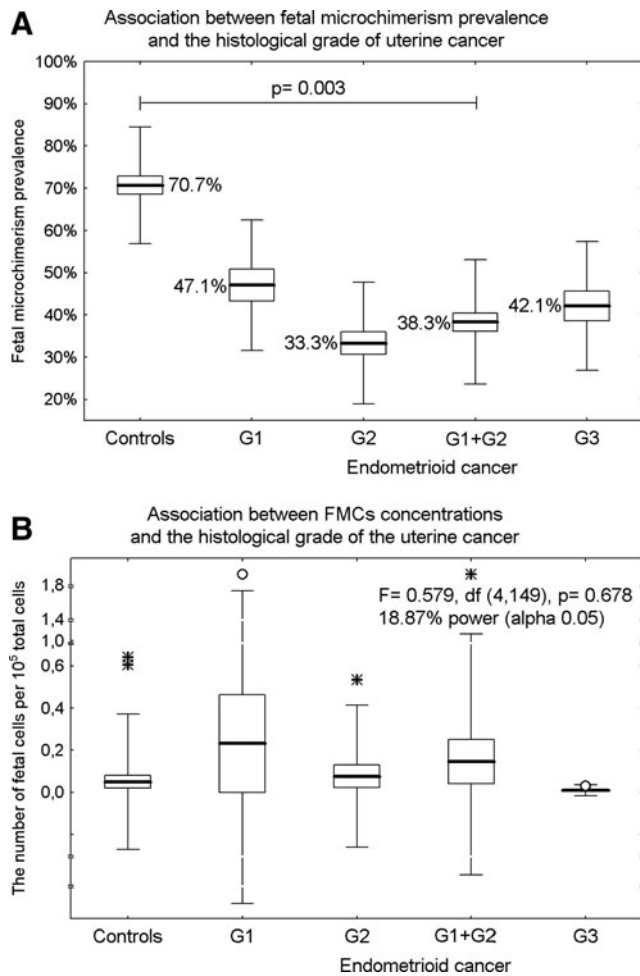 A
Association between fetal microchimerism prevalence
and the histological grade of uterine cancer
100%
90%
80%
70%
60%
50%
40%
30%
20%
Fetal microchimerism prevalence
p= 0.003
70.7%
47.1%
33.3%
38.3%
42.1%
Controls G1 G2 G1+G2 G3
Endometrioid cancer
B
Association between FMCs concentrations
and the histological grade of the uterine cancer
1,8
1,4
1,0
0,6
0,4
0,2
0,0
The number of fetal cells per 10⁵ total cells
F= 0.579, df (4,149), p= 0.678
18.87% power (alpha 0.05)
Controls G1 G2 G1+G2 G3
Endometrioid cancer